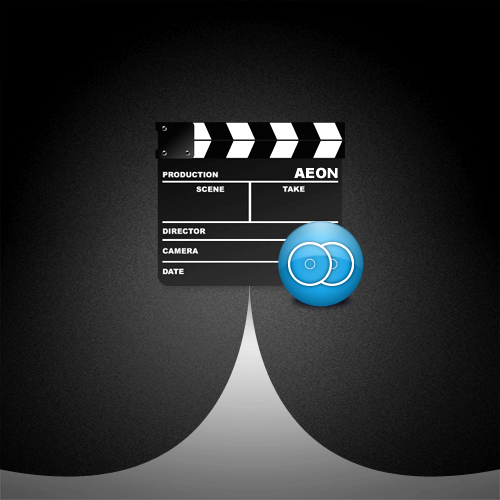 PRODUCTION AEON
SCENE TAKE
DIRECTOR
CAMERA
DATE